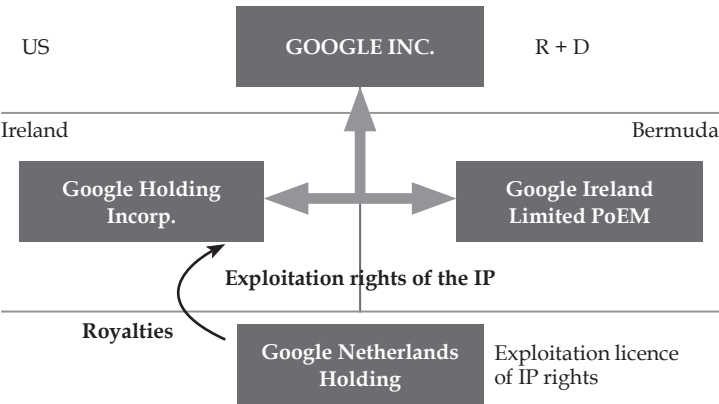 US
GOOGLE INC.
R + D
Ireland
Bermuda
Google Holding
Incorp.
Google Ireland
Limited PoEM
Exploitation rights of the IP
Royalties
Google Netherlands
Holding
Exploitation licence
of IP rights